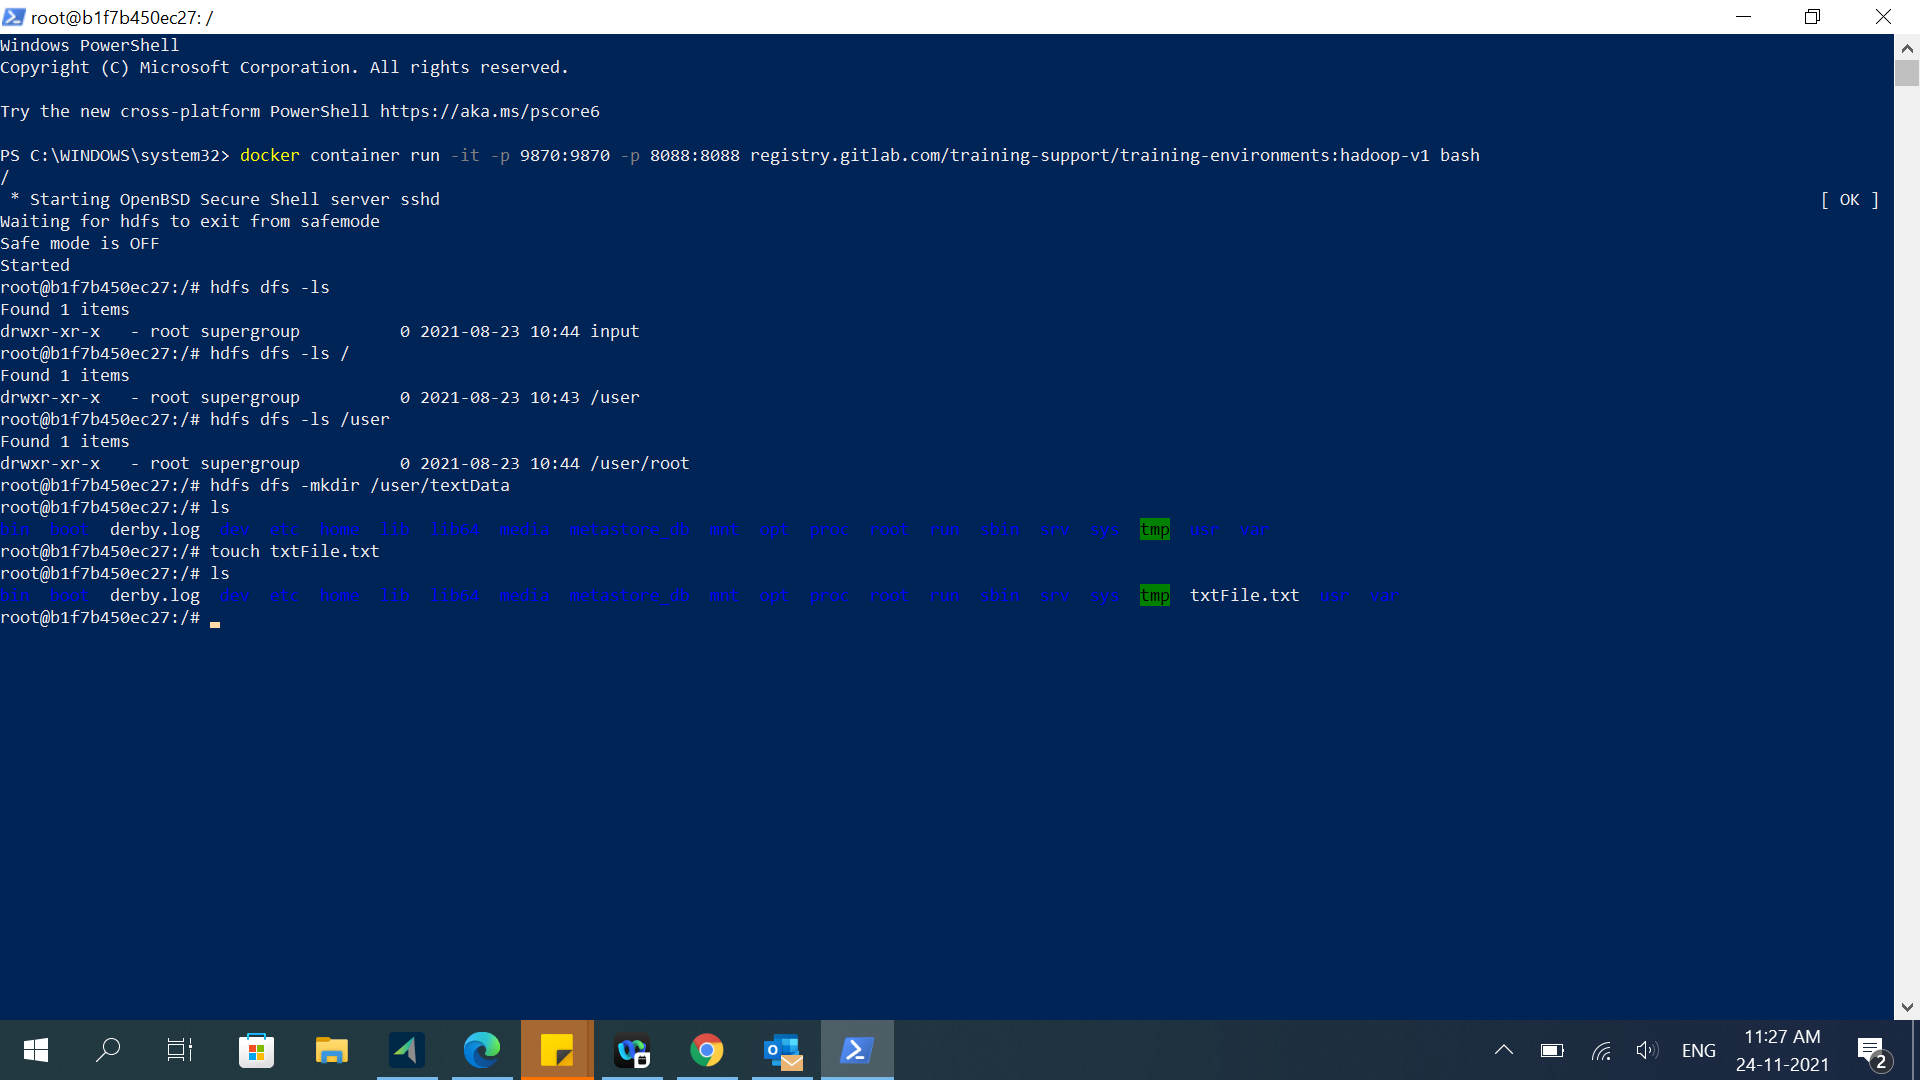 root@b1f7b450ec27: /
Windows PowerShell
Copyright (C) Microsoft Corporation. All rights reserved.
Try the new cross-platform PowerShell https://aka.ms/pscore6
PS C:\WINDOWS\system32> docker container run -it -p 9870:9870 -p 8088:8088 registry.gitlab.com/training-support/training-environments:hadoop-v1 bash
/
 * Starting OpenBSD Secure Shell server sshd [ OK ]
Waiting for hdfs to exit from safemode
Safe mode is OFF
Started
root@b1f7b450ec27:/# hdfs dfs -ls
Found 1 items
drwxr-xr-x   - root supergroup          0 2021-08-23 10:44 input
root@b1f7b450ec27:/# hdfs dfs -ls /
Found 1 items
drwxr-xr-x   - root supergroup          0 2021-08-23 10:43 /user
root@b1f7b450ec27:/# hdfs dfs -ls /user
Found 1 items
drwxr-xr-x   - root supergroup          0 2021-08-23 10:44 /user/root
root@b1f7b450ec27:/# hdfs dfs -mkdir /user/textData
root@b1f7b450ec27:/# ls
bin  boot  derby.log  dev  etc  home  lib  lib64  media  metastore_db  mnt  opt  proc  root  run  sbin  srv  sys  tmp  usr  var
root@b1f7b450ec27:/# touch txtFile.txt
root@b1f7b450ec27:/# ls
bin  boot  derby.log  dev  etc  home  lib  lib64  media  metastore_db  mnt  opt  proc  root  run  sbin  srv  sys  tmp  txtFile.txt  usr  var
root@b1f7b450ec27:/#
ENG
11:27 AM
24-11-2021
2